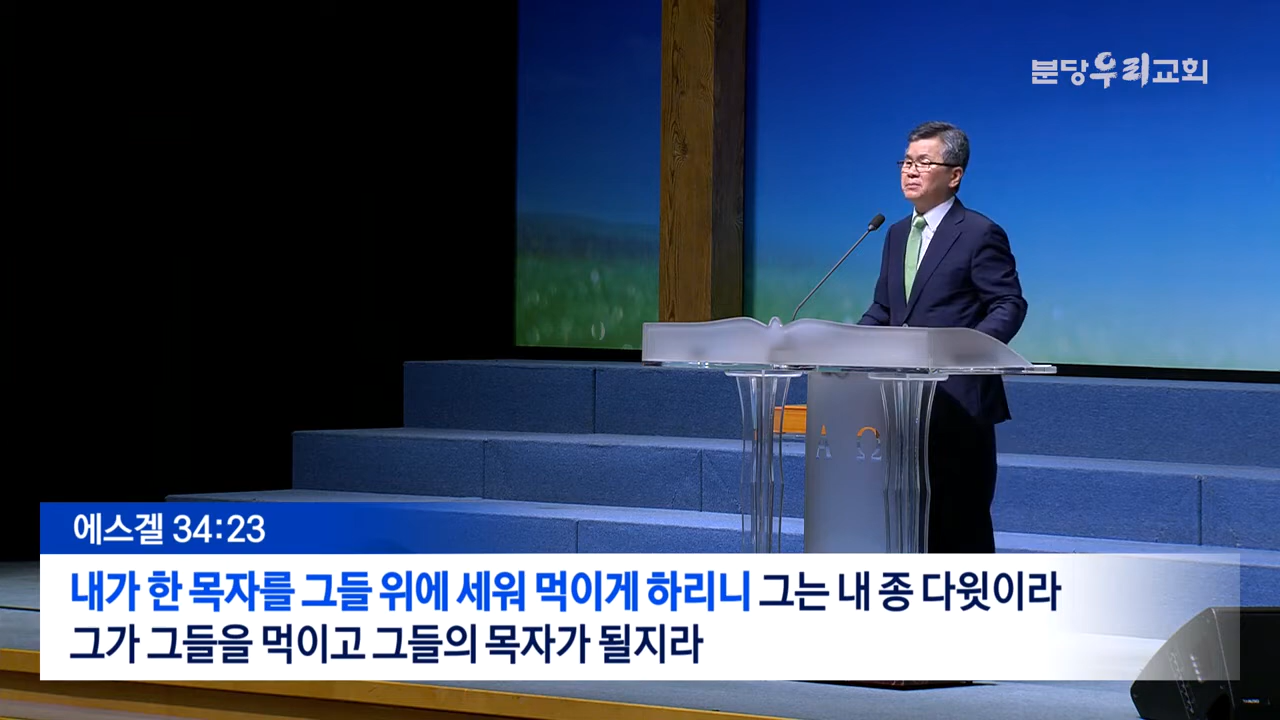 분당우리교회
Α Ω
에스겔 34:23
내가 한 목자를 그들 위에 세워 먹이게 하리니 그는 내 종 다윗이라
그가 그들을 먹이고 그들의 목자가 될지라